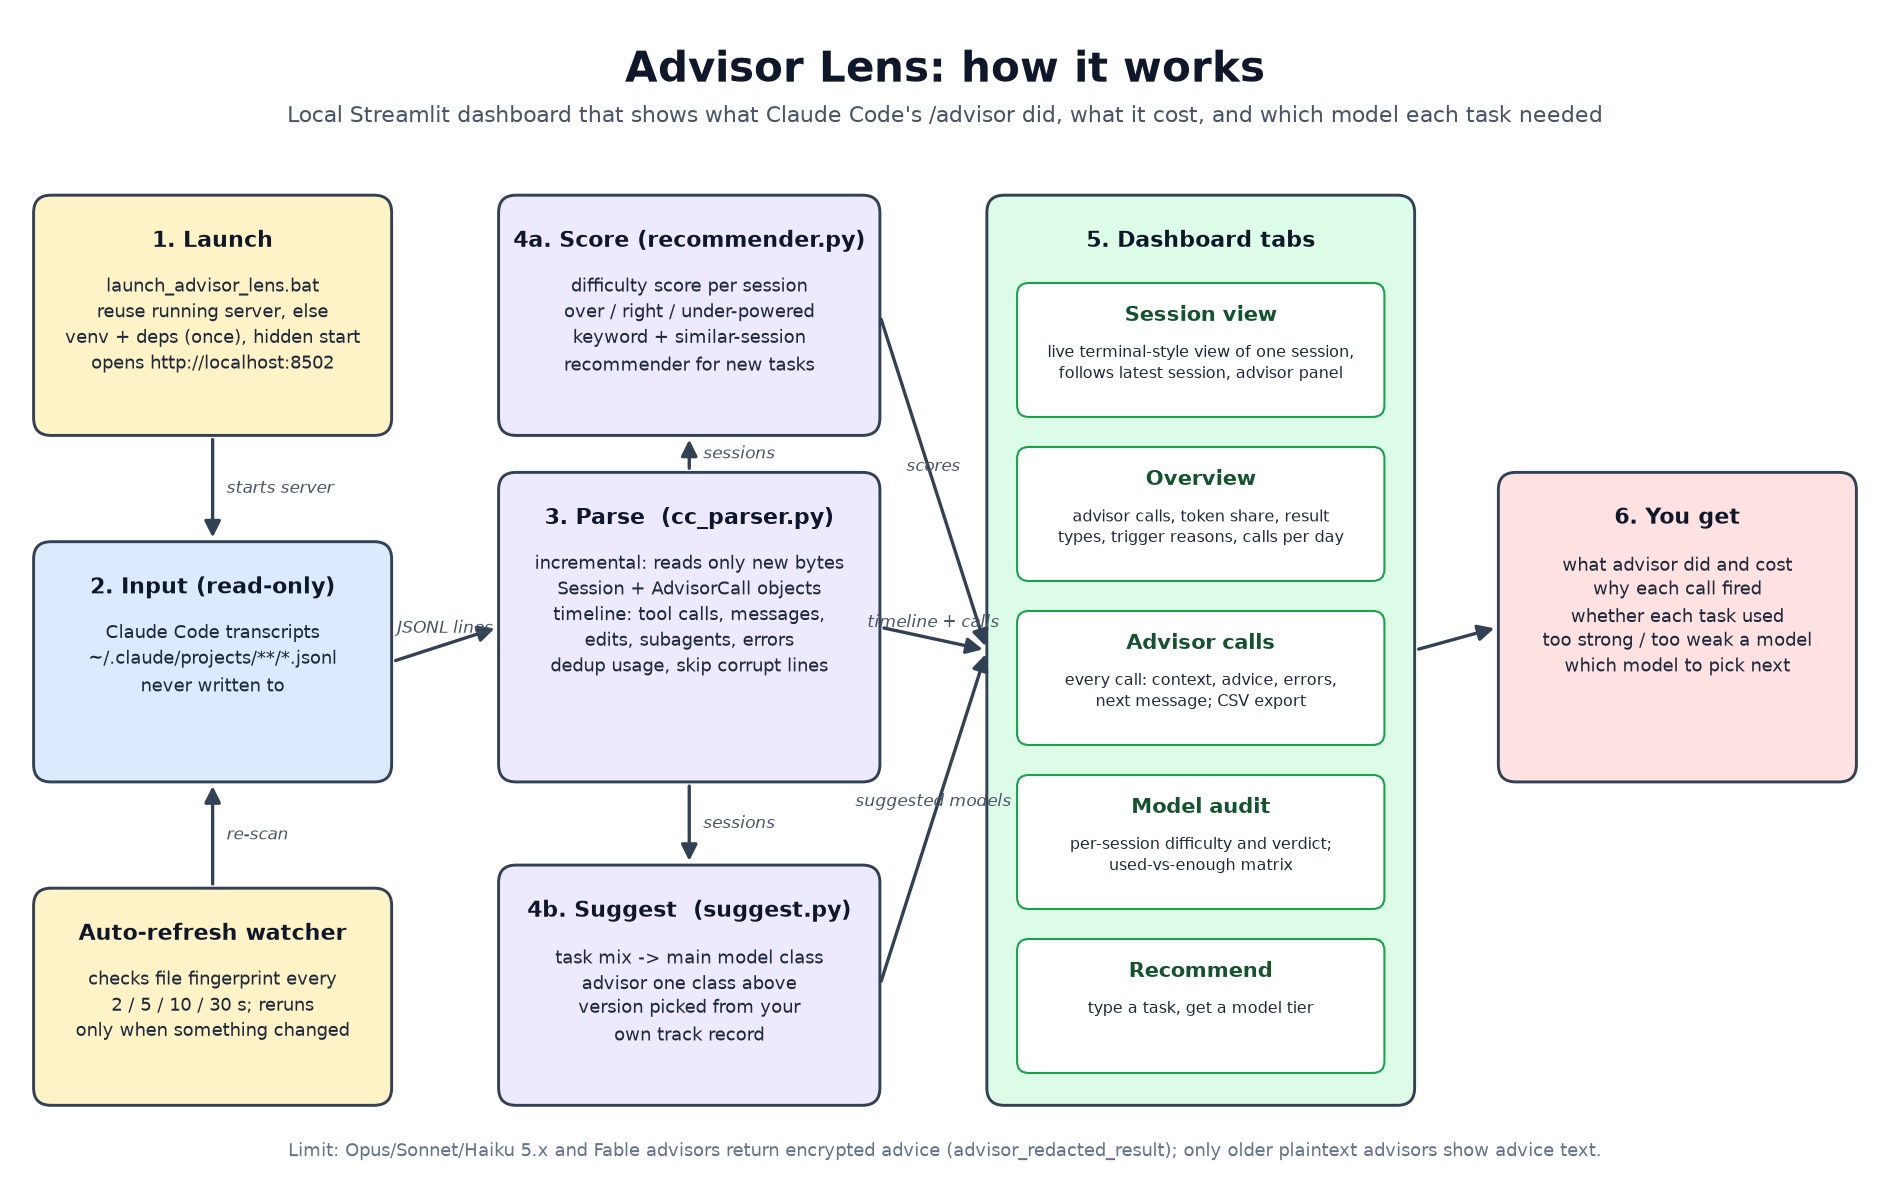 Advisor Lens: how it works
Local Streamlit dashboard that shows what Claude Code's /advisor did, what it cost, and which model each task needed
1. Launch
launch_advisor_lens.bat
reuse running server, else
venv + deps (once), hidden start
opens http://localhost:8502
starts server
2. Input (read-only)
Claude Code transcripts
~/.claude/projects/**/*.jsonl
never written to
re-scan
Auto-refresh watcher
checks file fingerprint every
2 / 5 / 10 / 30 s; reruns
only when something changed
JSONL lines
4a. Score (recommender.py)
difficulty score per session
over / right / under-powered
keyword + similar-session
recommender for new tasks
sessions
3. Parse  (cc_parser.py)
incremental: reads only new bytes
Session + AdvisorCall objects
timeline: tool calls, messages,
edits, subagents, errors
dedup usage, skip corrupt lines
sessions
4b. Suggest  (suggest.py)
task mix -> main model class
advisor one class above
version picked from your
own track record
scores
timeline + calls
suggested models
5. Dashboard tabs
Session view
live terminal-style view of one session,
follows latest session, advisor panel
Overview
advisor calls, token share, result
types, trigger reasons, calls per day
Advisor calls
every call: context, advice, errors,
next message; CSV export
Model audit
per-session difficulty and verdict;
used-vs-enough matrix
Recommend
type a task, get a model tier
6. You get
what advisor did and cost
why each call fired
whether each task used
too strong / too weak a model
which model to pick next
Limit: Opus/Sonnet/Haiku 5.x and Fable advisors return encrypted advice (advisor_redacted_result); only older plaintext advisors show advice text.